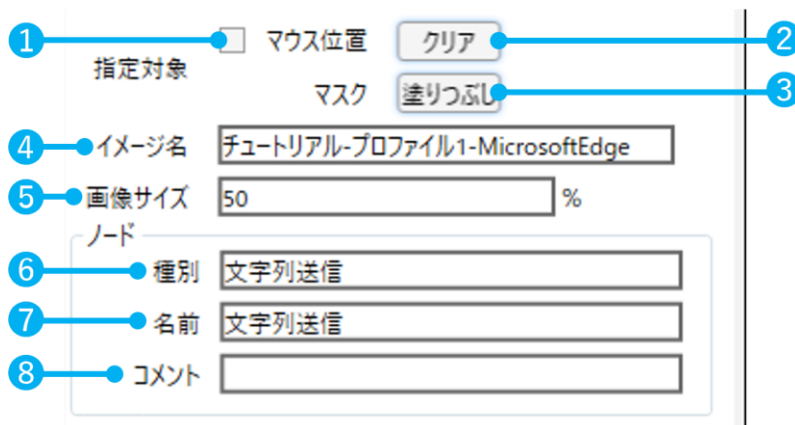 1 マウス位置 クリア 2
指定対象
マスク 塗りつぶし 3
4 イメージ名 チュートリアル-プロファイル1-MicrosoftEdge
5 画像サイズ 50 %
ノード
6 種別 文字列送信
7 名前 文字列送信
8 コメント